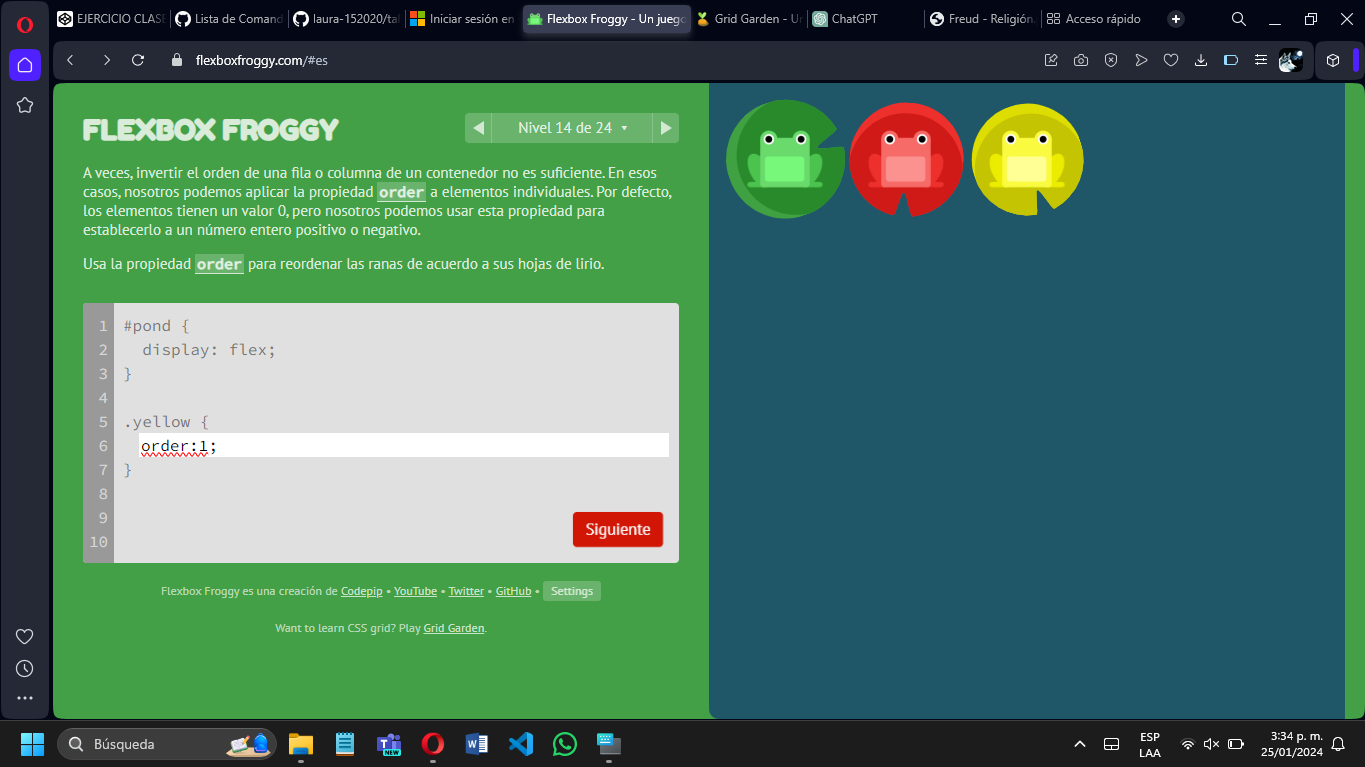 EJERCICIO CLASE
Lista de Comand
laura-152020/tal
Iniciar sesión en
Flexbox Froggy - Un juego
Grid Garden - Un
ChatGPT
Freud - Religión.
Acceso rápido
flexboxfroggy.com/#es
FLEXBOX FROGGY
Nivel 14 de 24
A veces, invertir el orden de una fila o columna de un contenedor no es suficiente. En esos
casos, nosotros podemos aplicar la propiedad order a elementos individuales. Por defecto,
los elementos tienen un valor 0, pero nosotros podemos usar esta propiedad para
establecerlo a un número entero positivo o negativo.
Usa la propiedad order para reordenar las ranas de acuerdo a sus hojas de lirio.
1 #pond {
2 display: flex;
3 }
4
5 .yellow {
6 order:1;
7 }
8
9
10
Siguiente
Flexbox Froggy es una creación de Codepip • YouTube • Twitter • GitHub • Settings
Want to learn CSS grid? Play Grid Garden.
Búsqueda
NEW
ESP
LAA
3:34 p. m.
25/01/2024